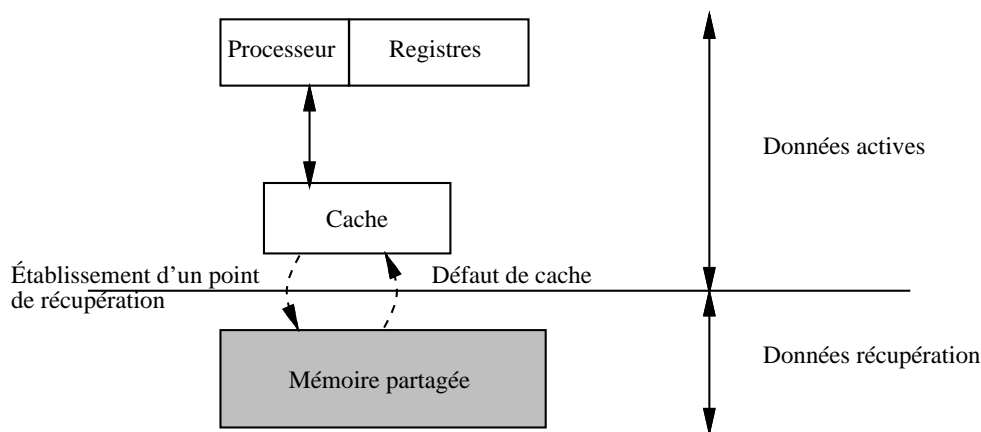 Processeur
Registres
Données actives
Cache
Établissement d'un point
de récupération
Défaut de cache
Mémoire partagée
Données récupération